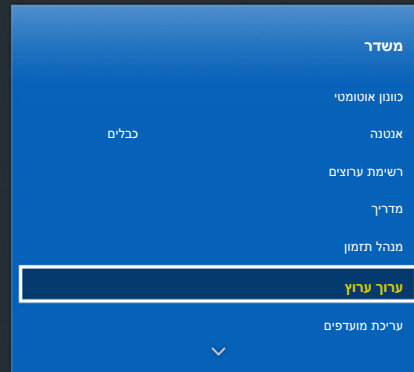 משדר
כוונון אוטומטי
אנטנה כבלים
רשימת ערוצים
מדריך
מנהל תזמון
ערוך ערוץ
עריכת מועדפים